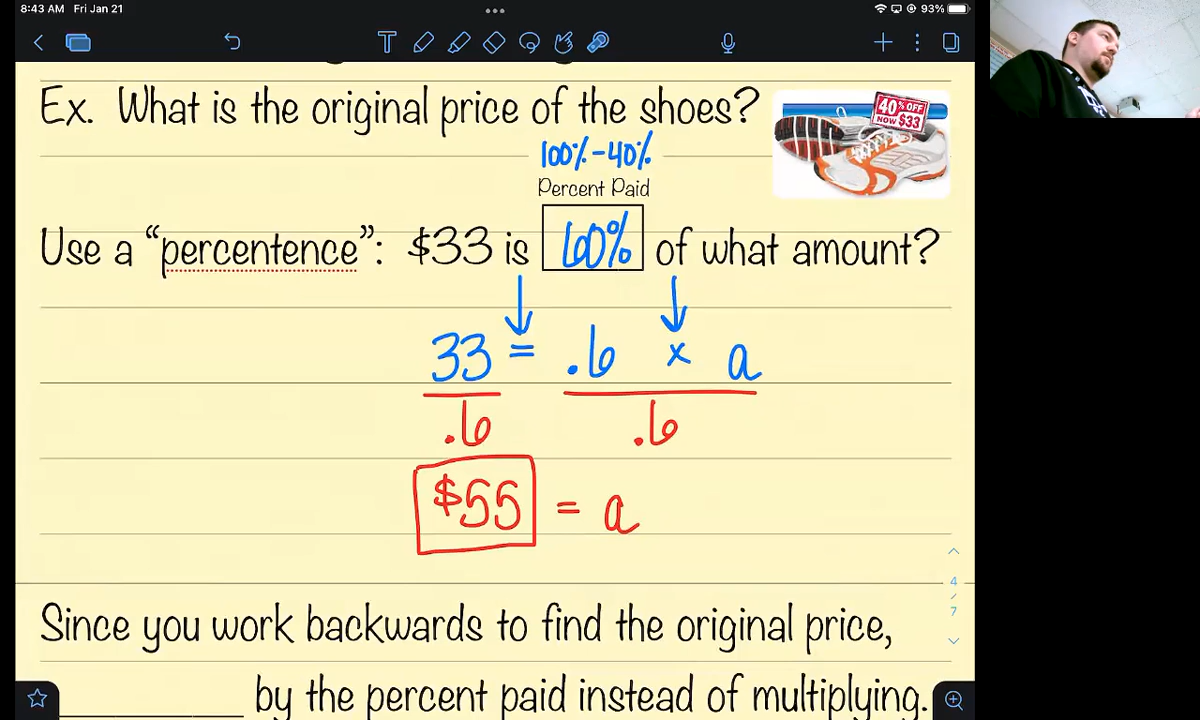 8:43 AM Fri Jan 21
93%
Ex. What is the original price of the shoes?
40% OFF
NOW $33
100% - 40%
Percent Paid
Use a “percentence”: $33 is 60% of what amount?
33 = .6 x a
.6 .6
$55 = a
4
7
Since you work backwards to find the original price,
by the percent paid instead of multiplying.